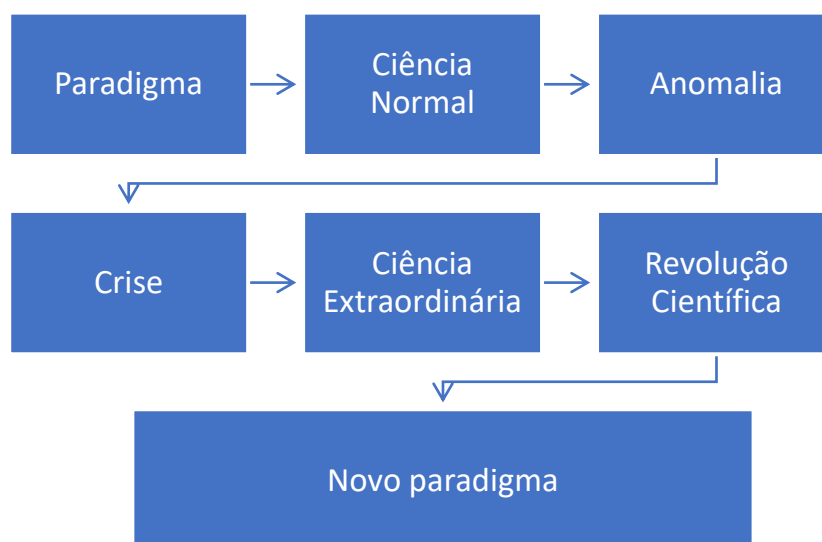 Paradigma
Ciência
Normal
Anomalia
Crise
Ciência
Extraordinária
Revolução
Científica
Novo paradigma